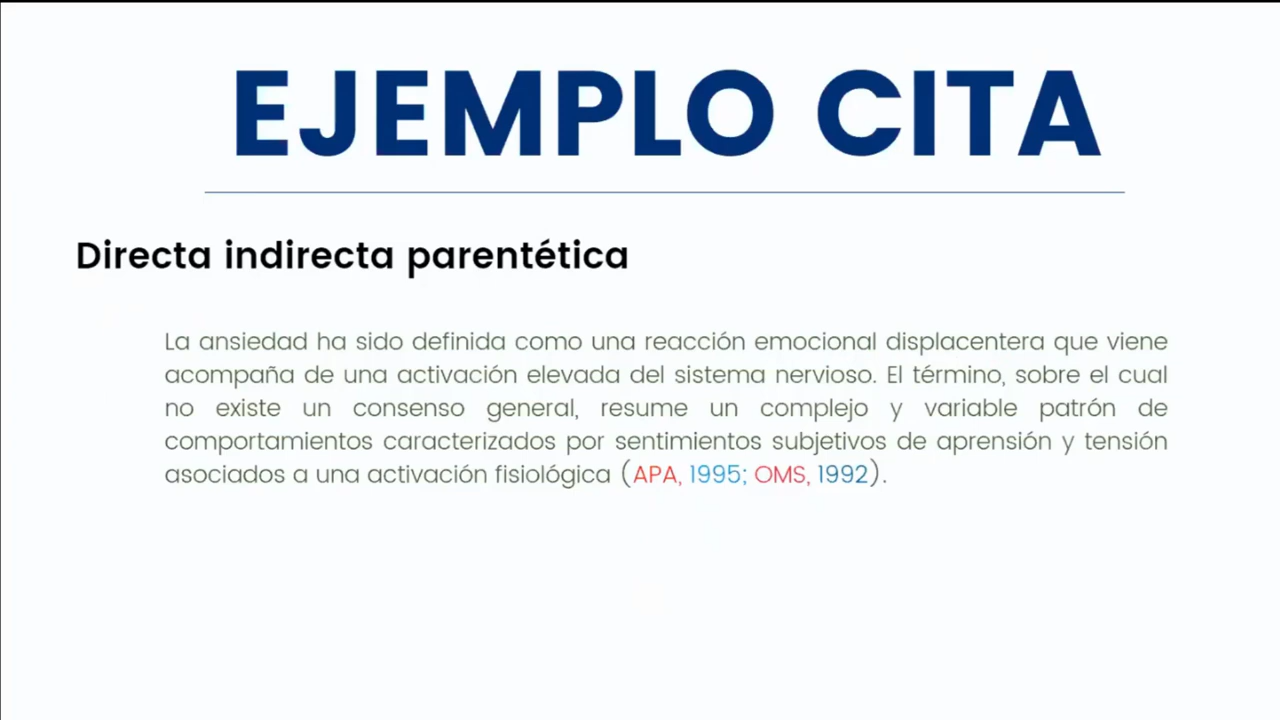 EJEMPLO CITA
Directa indirecta parentética
La ansiedad ha sido definida como una reacción emocional displacentera que viene
acompaña de una activación elevada del sistema nervioso. El término, sobre el cual
no existe un consenso general, resume un complejo y variable patrón de
comportamientos caracterizados por sentimientos subjetivos de aprensión y tensión
asociados a una activación fisiológica (APA, 1995; OMS, 1992).